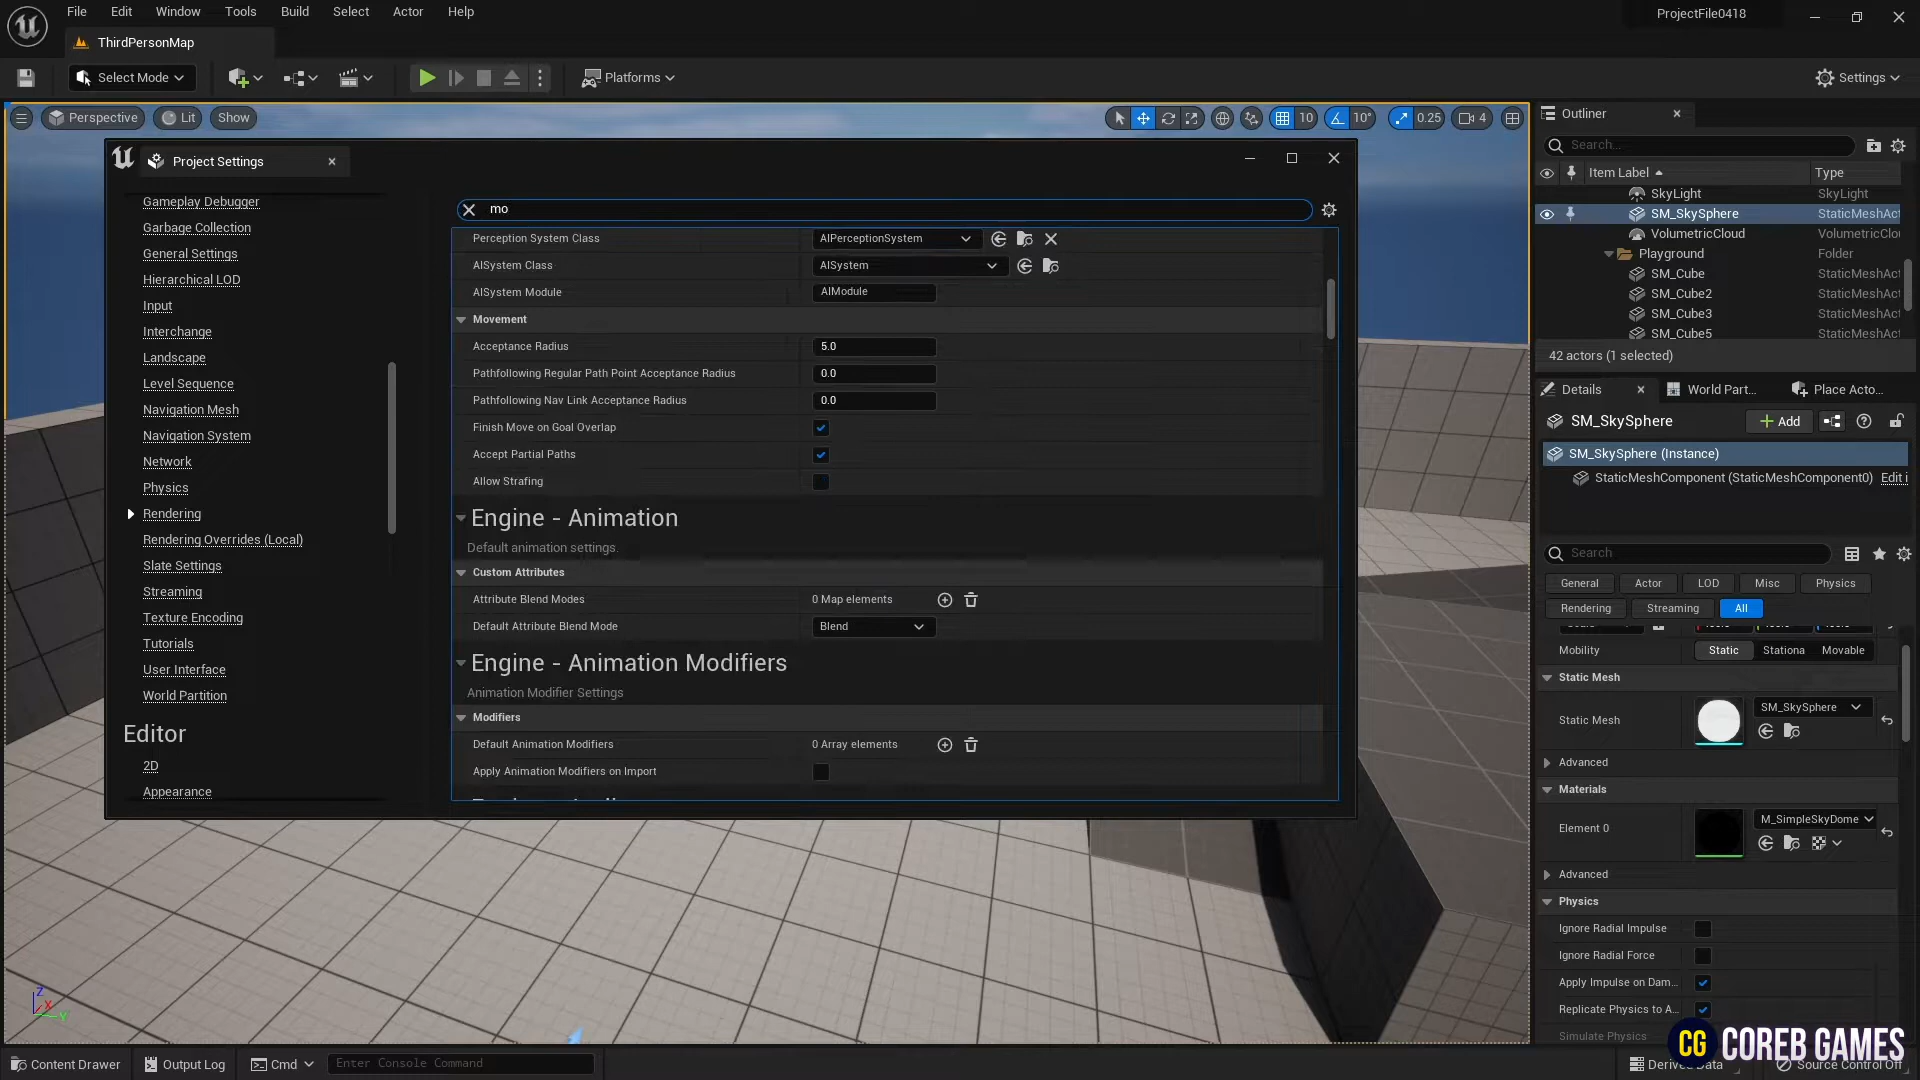 File Edit Window Tools Build Select Actor Help
ProjectFile0418
ThirdPersonMap
Select Mode
Platforms
Settings
Perspective Lit Show
10 10° 0.25 4
Project Settings
mo
Gameplay Debugger
Garbage Collection
General Settings
Hierarchical LOD
Input
Interchange
Landscape
Level Sequence
Navigation Mesh
Navigation System
Network
Physics
Rendering
Rendering Overrides (Local)
Slate Settings
Streaming
Texture Encoding
Tutorials
User Interface
World Partition
Editor
2D
Appearance
Perception System Class AIPerceptionSystem
AISystem Class AISystem
AISystem Module AIModule
Movement
Acceptance Radius 5.0
Pathfollowing Regular Path Point Acceptance Radius 0.0
Pathfollowing Nav Link Acceptance Radius 0.0
Finish Move on Goal Overlap
Accept Partial Paths
Allow Strafing
Engine - Animation
Default animation settings.
Custom Attributes
Attribute Blend Modes 0 Map elements
Default Attribute Blend Mode Blend
Engine - Animation Modifiers
Animation Modifier Settings
Modifiers
Default Animation Modifiers 0 Array elements
Apply Animation Modifiers on Import
Outliner
Search...
Item Label Type
SkyLight SkyLight
SM_SkySphere StaticMeshAct
VolumetricCloud VolumetricClou
Playground Folder
SM_Cube StaticMeshAct
SM_Cube2 StaticMeshAct
SM_Cube3 StaticMeshAct
SM_Cube5 StaticMeshAct
42 actors (1 selected)
Details World Part... Place Acto...
SM_SkySphere Add
SM_SkySphere (Instance)
StaticMeshComponent (StaticMeshComponent0) Edit i
Search
General Actor LOD Misc Physics
Rendering Streaming All
Mobility Static Stationa Movable
Static Mesh
Static Mesh SM_SkySphere
Advanced
Materials
Element 0 M_SimpleSkyDome
Advanced
Physics
Ignore Radial Impulse
Ignore Radial Force
Apply Impulse on Dam...
Replicate Physics to A...
Simulate Physics
Z
X
Y
CG COREB GAMES
Content Drawer Output Log Cmd Enter Console Command
Derived Data Source Control Off